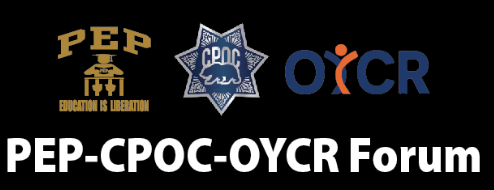 PEP
EDUCATION IS LIBERATION
CPOC
OYCR
PEP-CPOC-OYCR Forum